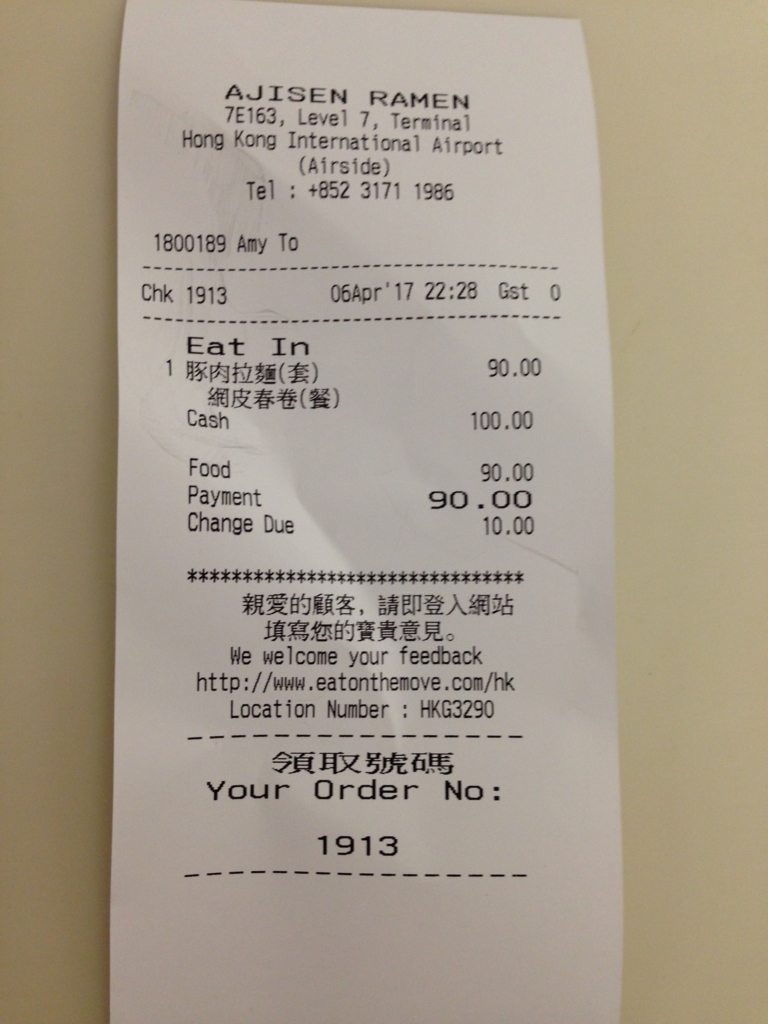 AJISEN RAMEN
7E163, Level 7, Terminal
Hong Kong International Airport
(Airside)
Tel : +852 3171 1986
1800189 Amy To
Chk 1913 06Apr'17 22:28 Gst 0
Eat In
1 豚肉拉麵(套) 90.00
網皮春卷(餐)
Cash 100.00
Food 90.00
Payment 90.00
Change Due 10.00
*********************************
親愛的顧客, 請即登入網站
填寫您的寶貴意見。
We welcome your feedback
http://www.eatonthemove.com/hk
Location Number : HKG3290
領取號碼
Your Order No:
1913